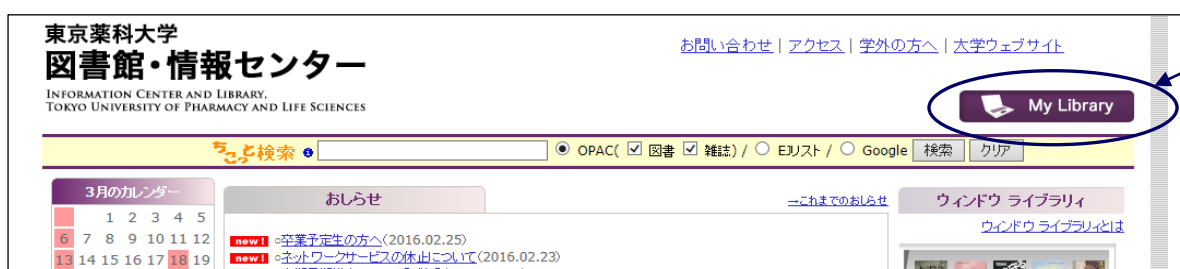 東京薬科大学
図書館・情報センター
INFORMATION CENTER AND LIBRARY,
TOKYO UNIVERSITY OF PHARMACY AND LIFE SCIENCES
お問い合わせ | アクセス | 学外の方へ | 大学ウェブサイト
My Library
ちょっと検索 OPAC( 図書 雑誌) / EJリスト / Google 検索 クリア
3月のカレンダー
1 2 3 4 5
6 7 8 9 10 11 12
13 14 15 16 17 18 19
おしらせ
→これまでのおしらせ
new! ○卒業予定生の方へ(2016.02.25)
new! ○ネットワークサービスの休止について(2016.02.23)
ウィンドウ ライブラリィ
ウィンドウ ライブラリィとは